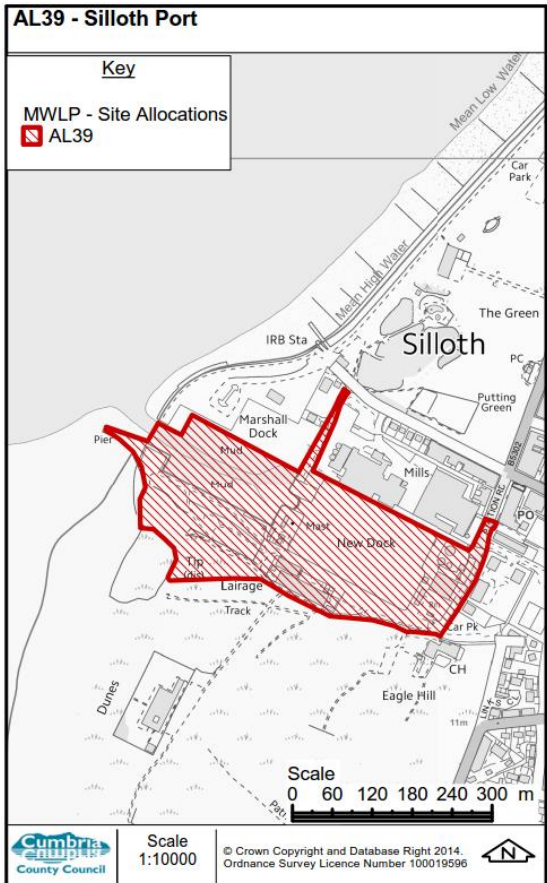 AL39 - Silloth Port
Key
MWLP - Site Allocations
AL39
Mean Low Water
Car
Park
Mean High Water
The Green
IRB Sta
Silloth
PC
Putting
Green
Marshall
Dock
B5302
Pier
Mud
Mills
Mud
PO
Mast
New Dock
Tip
(dis)
Lairage
Track
Car Pk
CH
Eagle Hill
Dunes
11m
Scale
0 60 120 180 240 300 m
Cumbria
County Council
Scale
1:10000
© Crown Copyright and Database Right 2014.
Ordnance Survey Licence Number 100019596
N